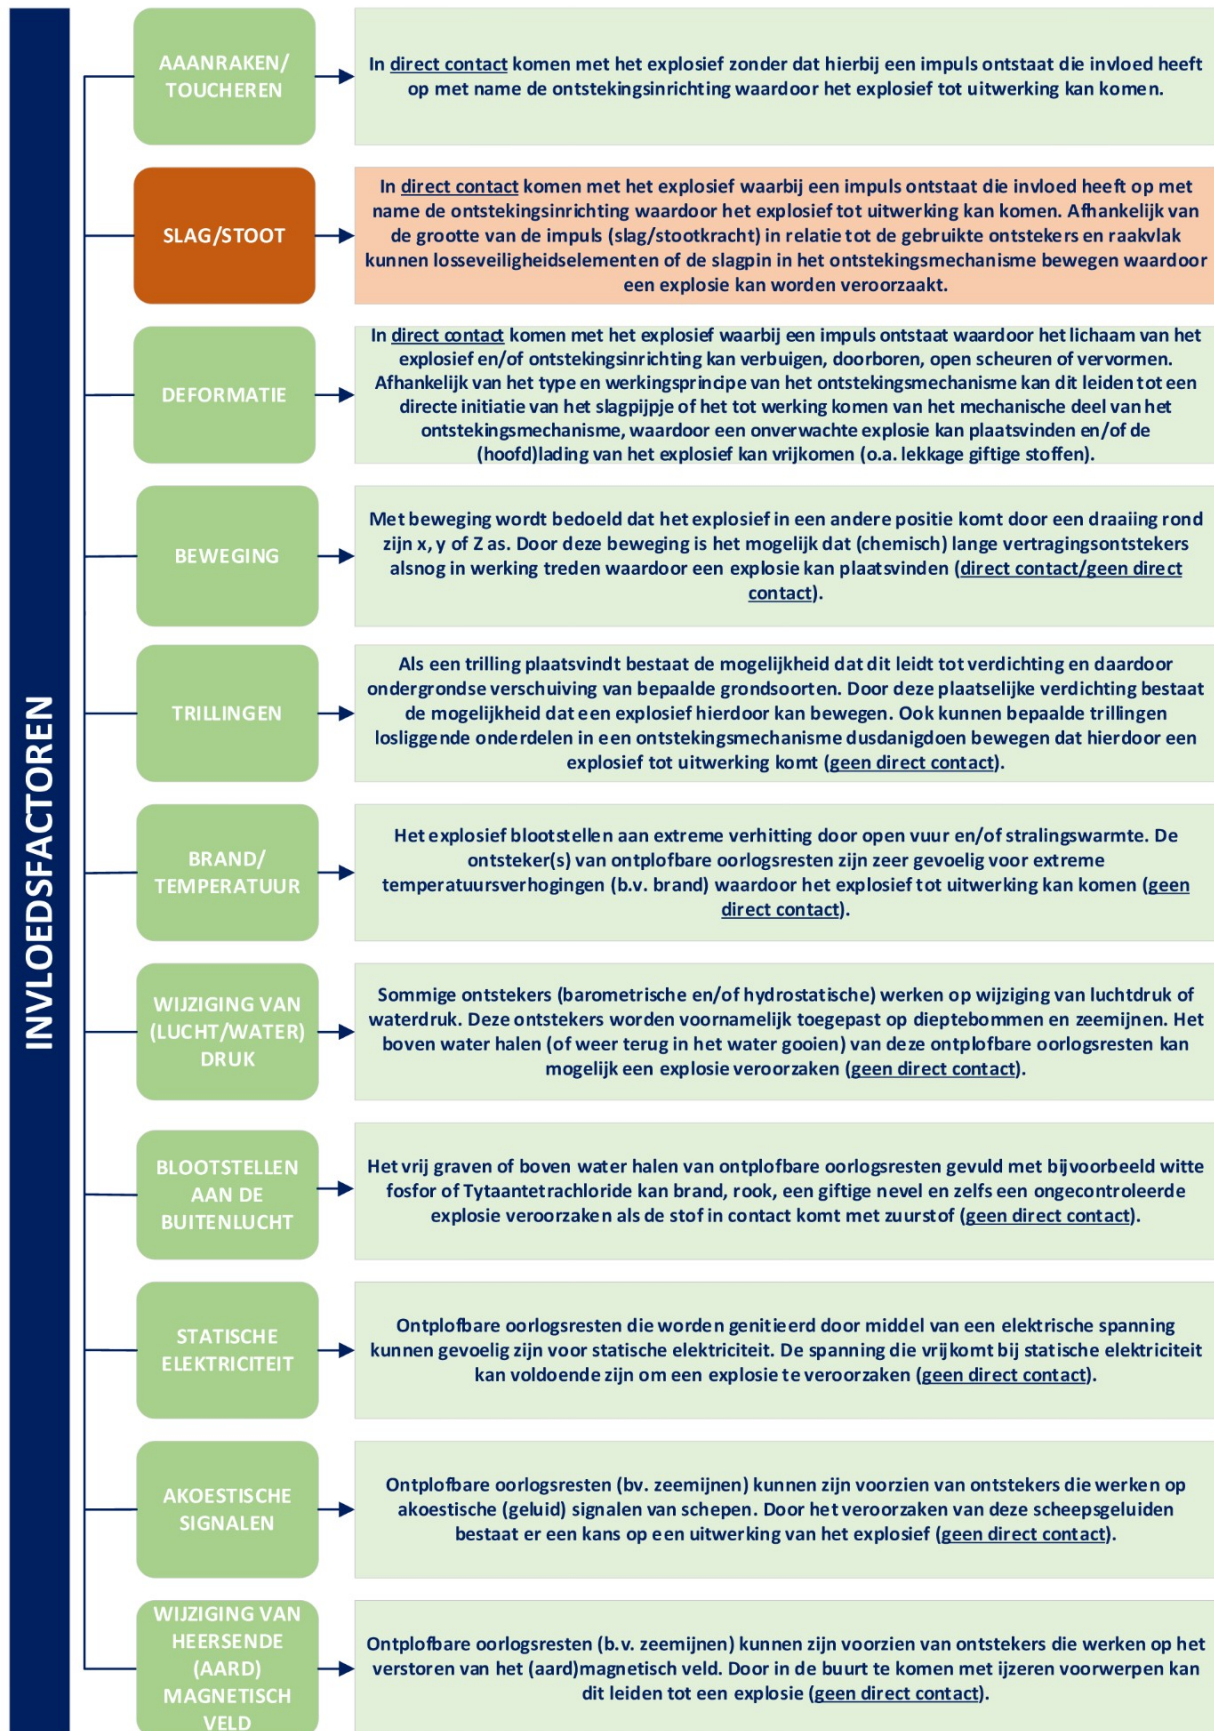 INVLOEDSFACTOREN
AAANRAKEN/
TOUCHEREN
In direct contact komen met het explosief zonder dat hierbij een impuls ontstaat die invloed heeft
op met name de ontstekingsinrichting waardoor het explosief tot uitwerking kan komen.
SLAG/STOOT
In direct contact komen met het explosief waarbij een impuls ontstaat die invloed heeft op met
name de ontstekingsinrichting waardoor het explosief tot uitwerking kan komen. Afhankelijk van
de grootte van de impuls (slag/stootkracht) in relatie tot de gebruikte ontstekers en raakvlak
kunnen losseveiligheidselementen of de slagpin in het ontstekingsmechanisme bewegen waardoor
een explosie kan worden veroorzaakt.
DEFORMATIE
In direct contact komen met het explosief waarbij een impuls ontstaat waardoor het lichaam van het
explosief en/of ontstekingsinrichting kan verbuigen, doorboren, open scheuren of vervormen.
Afhankelijk van het type en werkingsprincipe van het ontstekingsmechanisme kan dit leiden tot een
directe initiatie van het slagpijpje of het tot werking komen van het mechanische deel van het
ontstekingsmechanisme, waardoor een onverwachte explosie kan plaatsvinden en/of de
(hoofd)lading van het explosief kan vrijkomen (o.a. lekkage giftige stoffen).
BEWEGING
Met beweging wordt bedoeld dat het explosief in een andere positie komt door een draaiing rond
zijn x, y of Z as. Door deze beweging is het mogelijk dat (chemisch) lange vertragingsontstekers
alsnog in werking treden waardoor een explosie kan plaatsvinden (direct contact/geen direct
contact).
TRILLINGEN
Als een trilling plaatsvindt bestaat de mogelijkheid dat dit leidt tot verdichting en daardoor
ondergrondse verschuiving van bepaalde grondsoorten. Door deze plaatselijke verdichting bestaat
de mogelijkheid dat een explosief hierdoor kan bewegen. Ook kunnen bepaalde trillingen
losliggende onderdelen in een ontstekingsmechanisme dusdanigdoen bewegen dat hierdoor een
explosief tot uitwerking komt (geen direct contact).
BRAND/
TEMPERATUUR
Het explosief blootstellen aan extreme verhitting door open vuur en/of stralingswarmte. De
ontsteker(s) van ontplofbare oorlogsresten zijn zeer gevoelig voor extreme
temperatuursverhogingen (b.v. brand) waardoor het explosief tot uitwerking kan komen (geen
direct contact).
WIJZIGING VAN
(LUCHT/WATER)
DRUK
Sommige ontstekers (barometrische en/of hydrostatische) werken op wijziging van luchtdruk of
waterdruk. Deze ontstekers worden voornamelijk toegepast op dieptebommen en zeemijnen. Het
boven water halen (of weer terug in het water gooien) van deze ontplofbare oorlogsresten kan
mogelijk een explosie veroorzaken (geen direct contact).
BLOOTSTELLEN
AAN DE
BUITENLUCHT
Het vrij graven of boven water halen van ontplofbare oorlogsresten gevuld met bijvoorbeeld witte
fosfor of Tytaantetrachloride kan brand, rook, een giftige nevel en zelfs een ongecontroleerde
explosie veroorzaken als de stof in contact komt met zuurstof (geen direct contact).
STATISCHE
ELEKTRICITEIT
Ontplofbare oorlogsresten die worden genitieerd door middel van een elektrische spanning
kunnen gevoelig zijn voor statische elektriciteit. De spanning die vrijkomt bij statische elektriciteit
kan voldoende zijn om een explosie te veroorzaken (geen direct contact).
AKOESTISCHE
SIGNALEN
Ontplofbare oorlogsresten (bv. zeemijnen) kunnen zijn voorzien van ontstekers die werken op
akoestische (geluid) signalen van schepen. Door het veroorzaken van deze scheepsgeluiden
bestaat er een kans op een uitwerking van het explosief (geen direct contact).
WIJZIGING VAN
HEERSENDE
(AARD)
MAGNETISCH
VELD
Ontplofbare oorlogsresten (b.v. zeemijnen) kunnen zijn voorzien van ontstekers die werken op het
verstoren van het (aard)magnetisch veld. Door in de buurt te komen met ijzeren voorwerpen kan
dit leiden tot een explosie (geen direct contact).